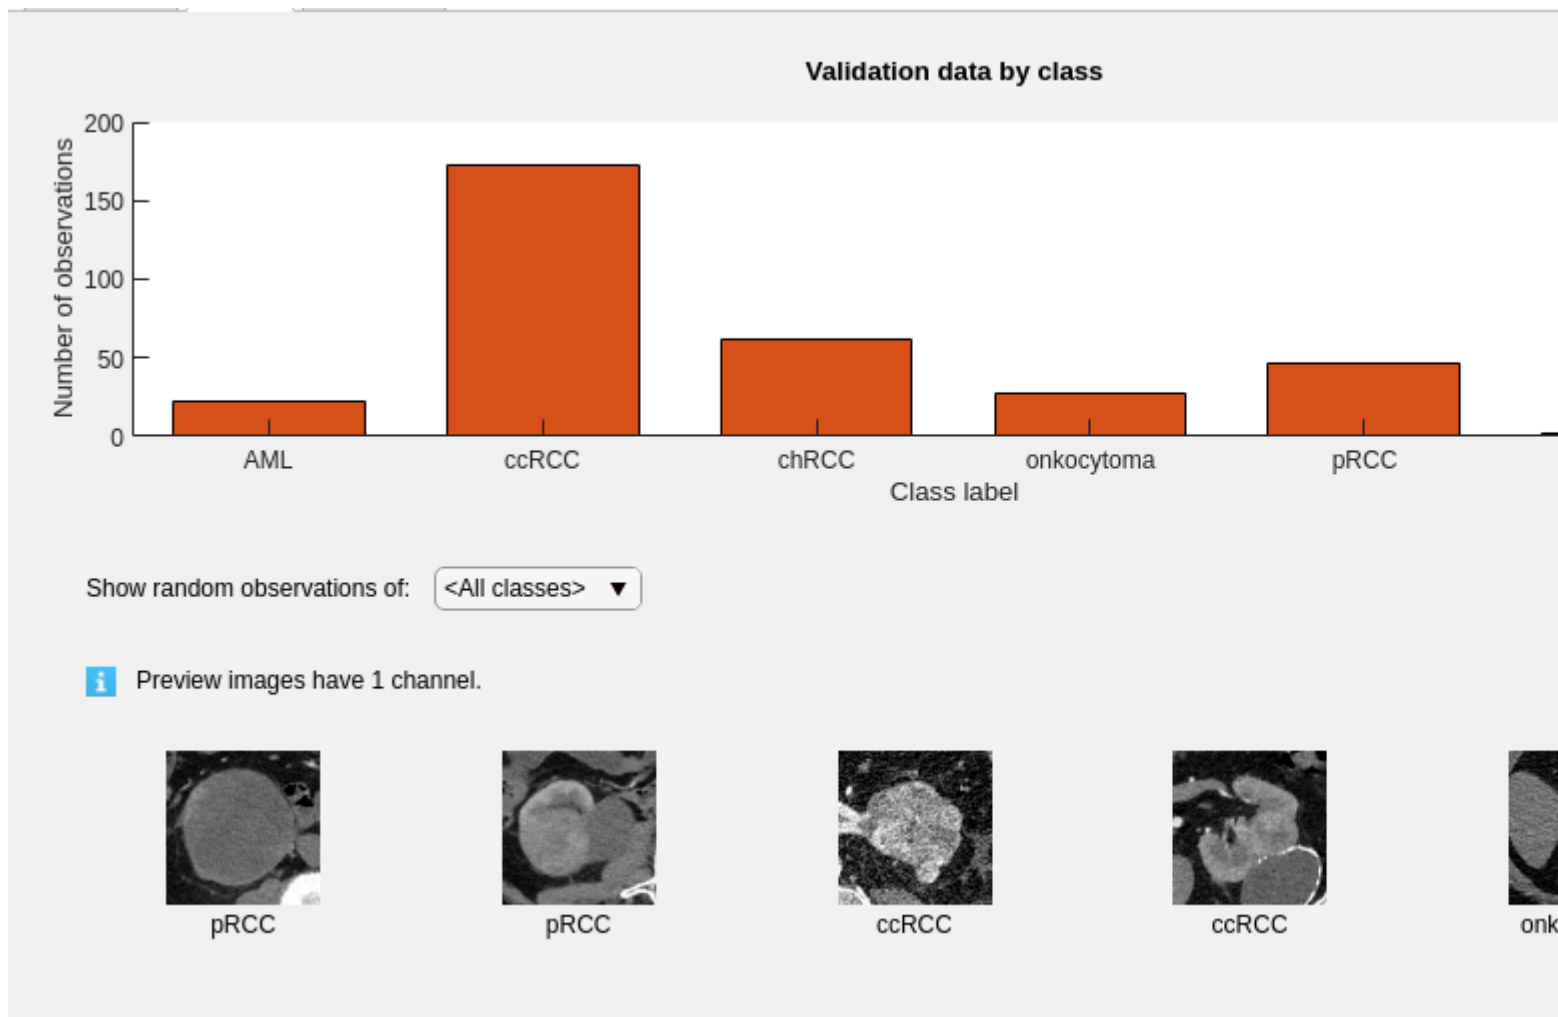 Validation data by class
Number of observations
200
150
100
50
0
AML ccRCC chRCC onkocytoma pRCC
Class label
Show random observations of: <All classes> ▼
i Preview images have 1 channel.
pRCC pRCC ccRCC ccRCC onk